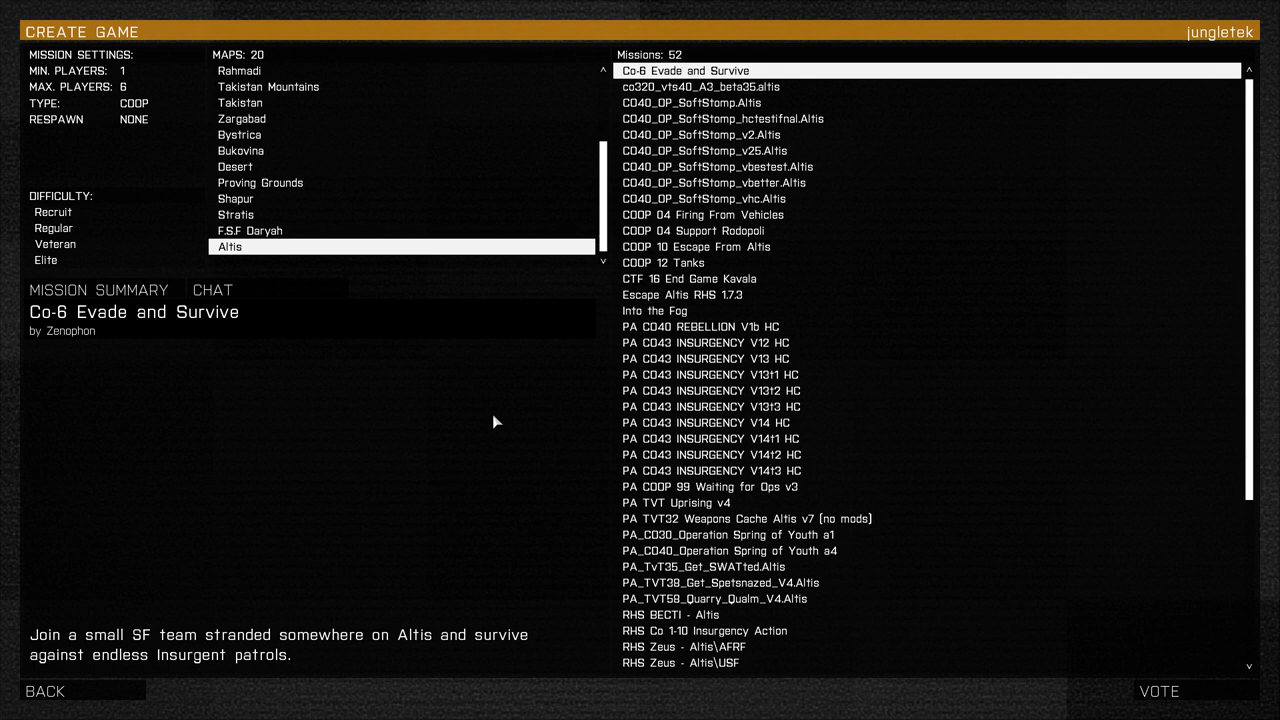 CREATE GAME
jungletek
MISSION SETTINGS:
MIN. PLAYERS: 1
MAX. PLAYERS: 6
TYPE: COOP
RESPAWN NONE
DIFFICULTY:
Recruit
Regular
Veteran
Elite
MAPS: 20
Rahmadi
Takistan Mountains
Takistan
Zargabad
Bystrica
Bukovina
Desert
Proving Grounds
Shapur
Stratis
F.S.F Daryah
Altis
MISSION SUMMARY
CHAT
Co-6 Evade and Survive
by Zenophon
Join a small SF team stranded somewhere on Altis and survive
against endless Insurgent patrols.
Missions: 52
Co-6 Evade and Survive
co320_vts40_A3_beta35.altis
CO40_OP_SoftStomp.Altis
CO40_OP_SoftStomp_hctestifnal.Altis
CO40_OP_SoftStomp_v2.Altis
CO40_OP_SoftStomp_v25.Altis
CO40_OP_SoftStomp_vbestest.Altis
CO40_OP_SoftStomp_vbetter.Altis
CO40_OP_SoftStomp_vhc.Altis
COOP 04 Firing From Vehicles
COOP 04 Support Rodopoli
COOP 10 Escape From Altis
COOP 12 Tanks
CTF 16 End Game Kavala
Escape Altis RHS 1.7.3
Into the Fog
PA CO40 REBELLION V1b HC
PA CO43 INSURGENCY V12 HC
PA CO43 INSURGENCY V13 HC
PA CO43 INSURGENCY V13t1 HC
PA CO43 INSURGENCY V13t2 HC
PA CO43 INSURGENCY V13t3 HC
PA CO43 INSURGENCY V14 HC
PA CO43 INSURGENCY V14t1 HC
PA CO43 INSURGENCY V14t2 HC
PA CO43 INSURGENCY V14t3 HC
PA COOP 99 Waiting for Ops v3
PA TVT Uprising v4
PA TVT32 Weapons Cache Altis v7 (no mods)
PA_CO30_Operation Spring of Youth a1
PA_CO40_Operation Spring of Youth a4
PA_TvT35_Get_SWATted.Altis
PA_TVT38_Get_Spetsnazed_V4.Altis
PA_TVT58_Quarry_Qualm_V4.Altis
RHS BECTI - Altis
RHS Co 1-10 Insurgency Action
RHS Zeus - Altis\AFRF
RHS Zeus - Altis\USF
BACK
VOTE